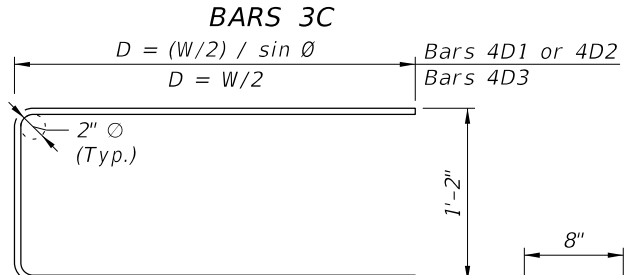 BARS 3C
D = (W/2) / sin Ø
Bars 4D1 or 4D2
D = W/2
Bars 4D3
2" Ø
(Typ.)
1'-2"
8"